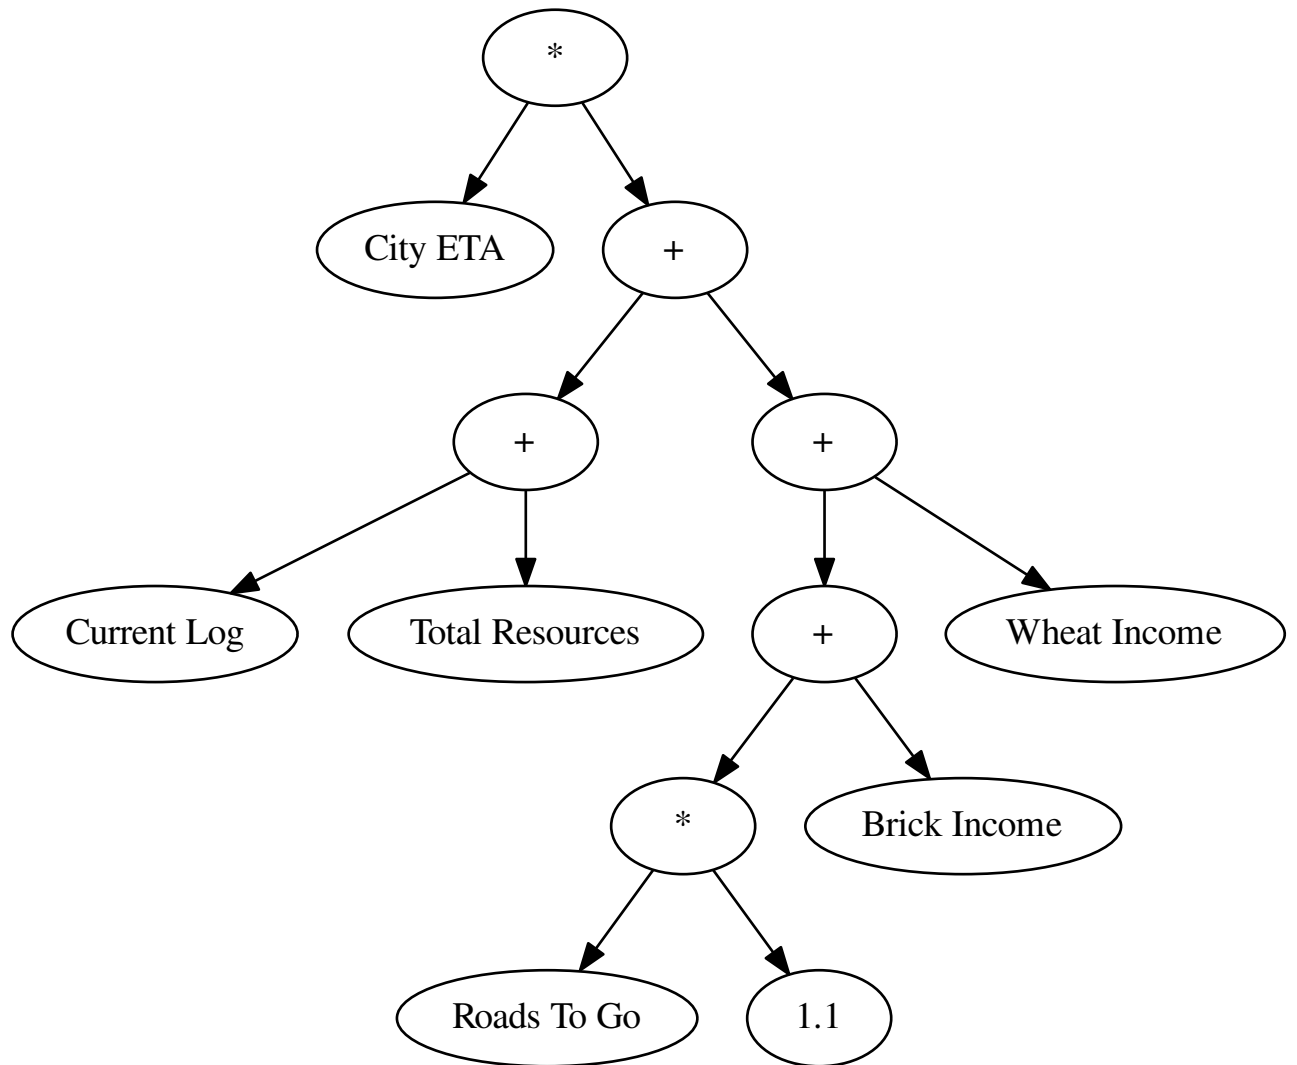 *
City ETA
+
+
+
Current Log
Total Resources
+
Wheat Income
*
Brick Income
Roads To Go
1.1